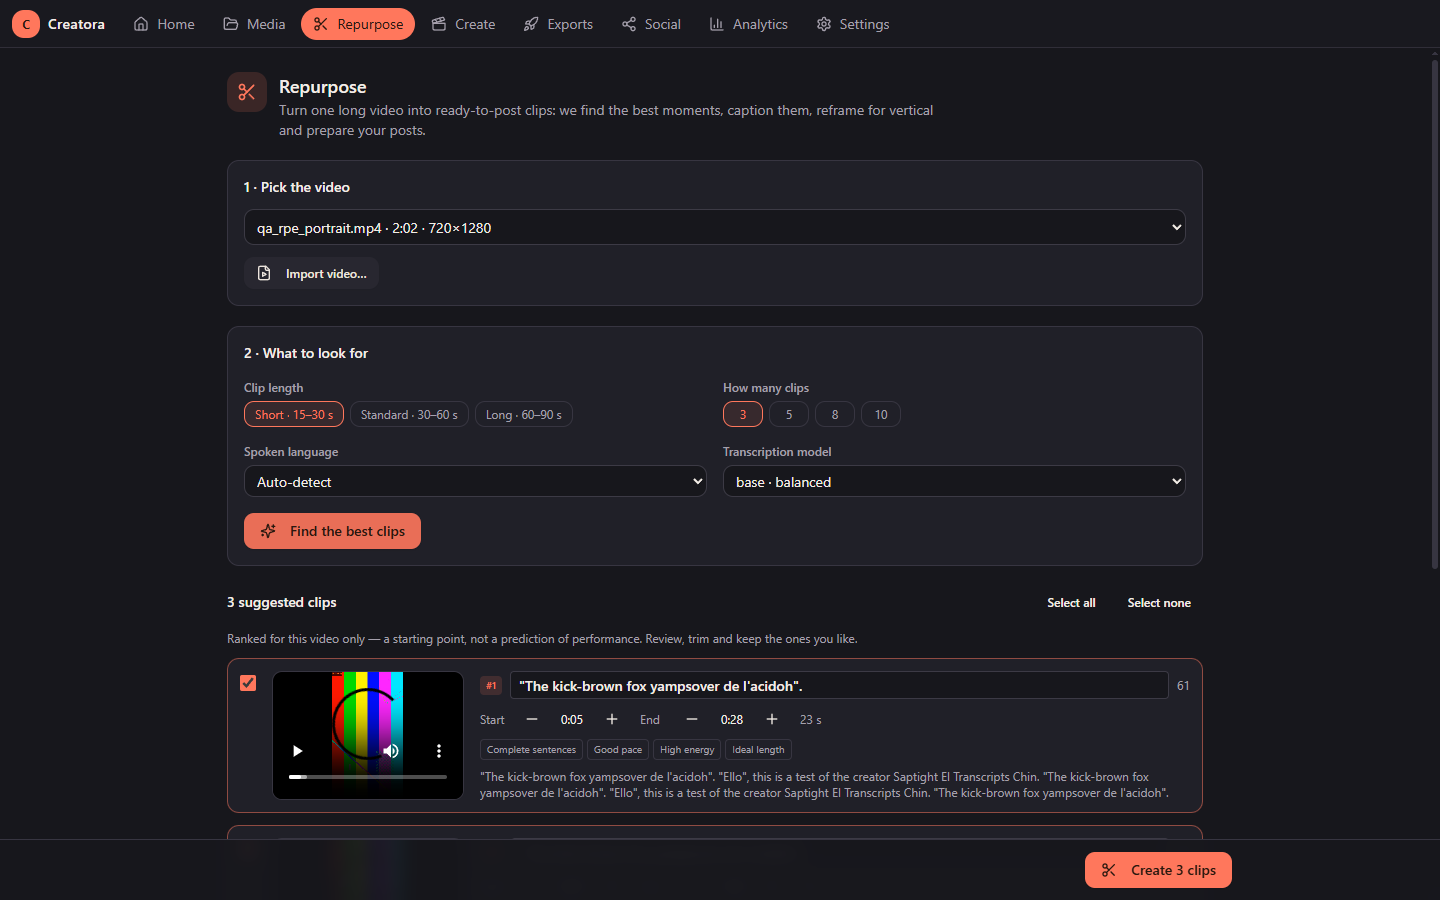 C Creatora Home Media Repurpose Create Exports Social Analytics Settings
Repurpose
Turn one long video into ready-to-post clips: we find the best moments, caption them, reframe for vertical
and prepare your posts.
1 · Pick the video
qa_rpe_portrait.mp4 · 2:02 · 720×1280
Import video...
2 · What to look for
Clip length How many clips
Short · 15–30 s Standard · 30–60 s Long · 60–90 s 3 5 8 10
Spoken language Transcription model
Auto-detect base · balanced
Find the best clips
3 suggested clips Select all Select none
Ranked for this video only — a starting point, not a prediction of performance. Review, trim and keep the ones you like.
#1 "The kick-brown fox yampsover de l'acidoh". 61
Start — 0:05 + End — 0:28 + 23 s
Complete sentences Good pace High energy Ideal length
"The kick-brown fox yampsover de l'acidoh". "Ello", this is a test of the creator Saptight El Transcripts Chin. "The kick-brown fox
yampsover de l'acidoh". "Ello", this is a test of the creator Saptight El Transcripts Chin. "The kick-brown fox yampsover de l'acidoh".
Create 3 clips